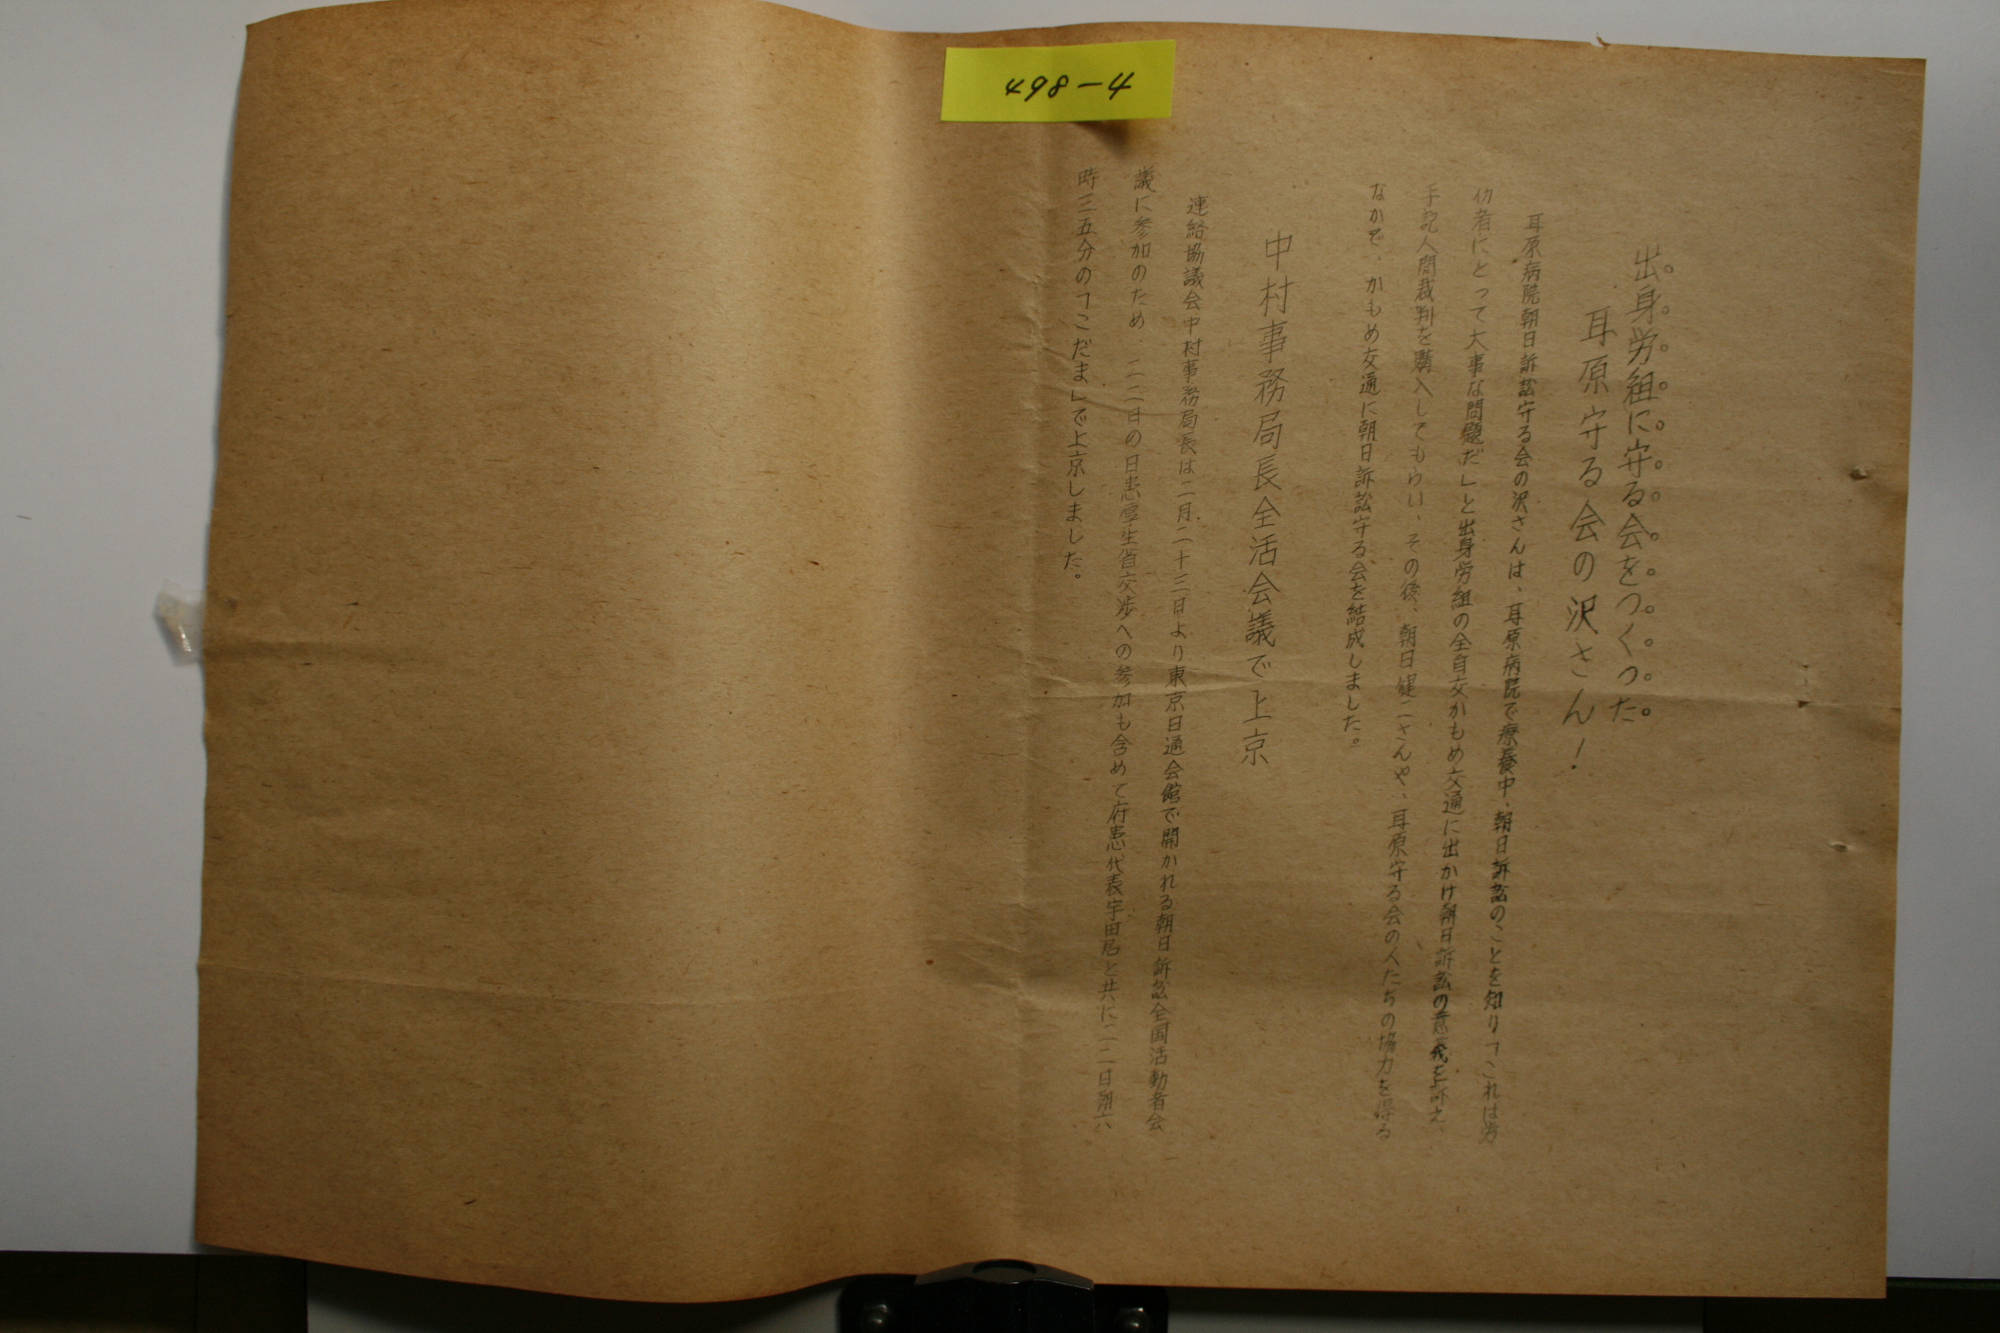 498-4
出身労組に守る会をつくった。
耳原守る会の沢さん!
耳原病院朝日訴訟守る会の沢さんは、耳原病院で療養中、朝日訴訟のことを知り「これは労
仂者にとって大事な問題だ」と出身労組の全自交かもめ交通に出かけ朝日訴訟の意義を訴え、
手記人間裁判を購入してもらい、その後、朝日健二さんや、耳原守る会の人たちの協力を得る
なかで、かもめ交通に朝日訴訟守る会を結成しました。
中村事務局長全活会議で上京
連絡協議会中村事務局長は二月二十三日より東京日通会館で開かれる朝日訴訟全国活動者会
議に参加のため、二二日の日患厚生省交渉への参加も含めて府患代表宇田君と共に二二日朝六
時三五分の「こだま」で上京しました。